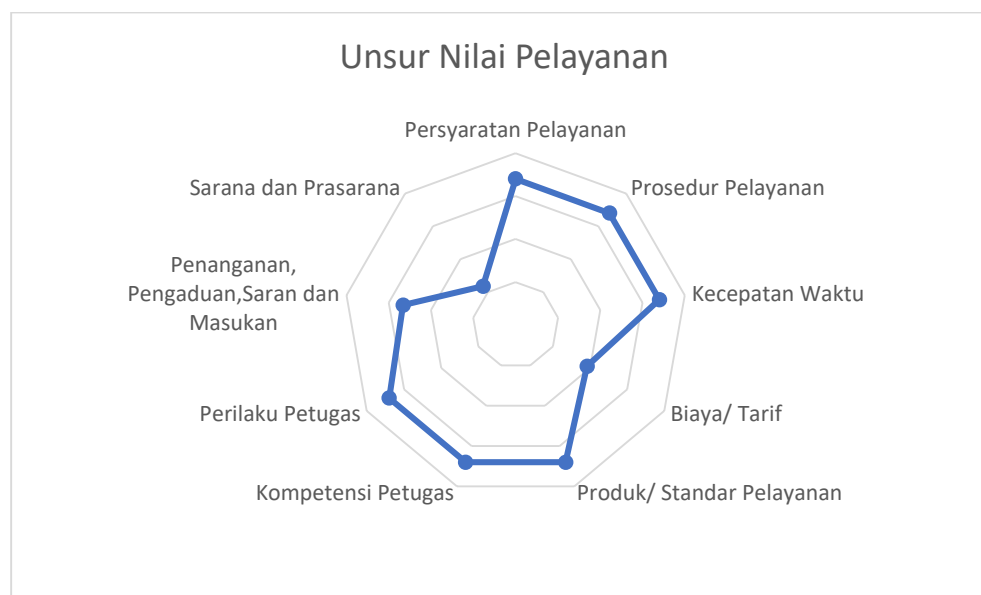 Unsur Nilai Pelayanan
Persyaratan Pelayanan
Prosedur Pelayanan
Kecepatan Waktu
Biaya/ Tarif
Produk/ Standar Pelayanan
Kompetensi Petugas
Perilaku Petugas
Penanganan,
Pengaduan,Saran dan
Masukan
Sarana dan Prasarana